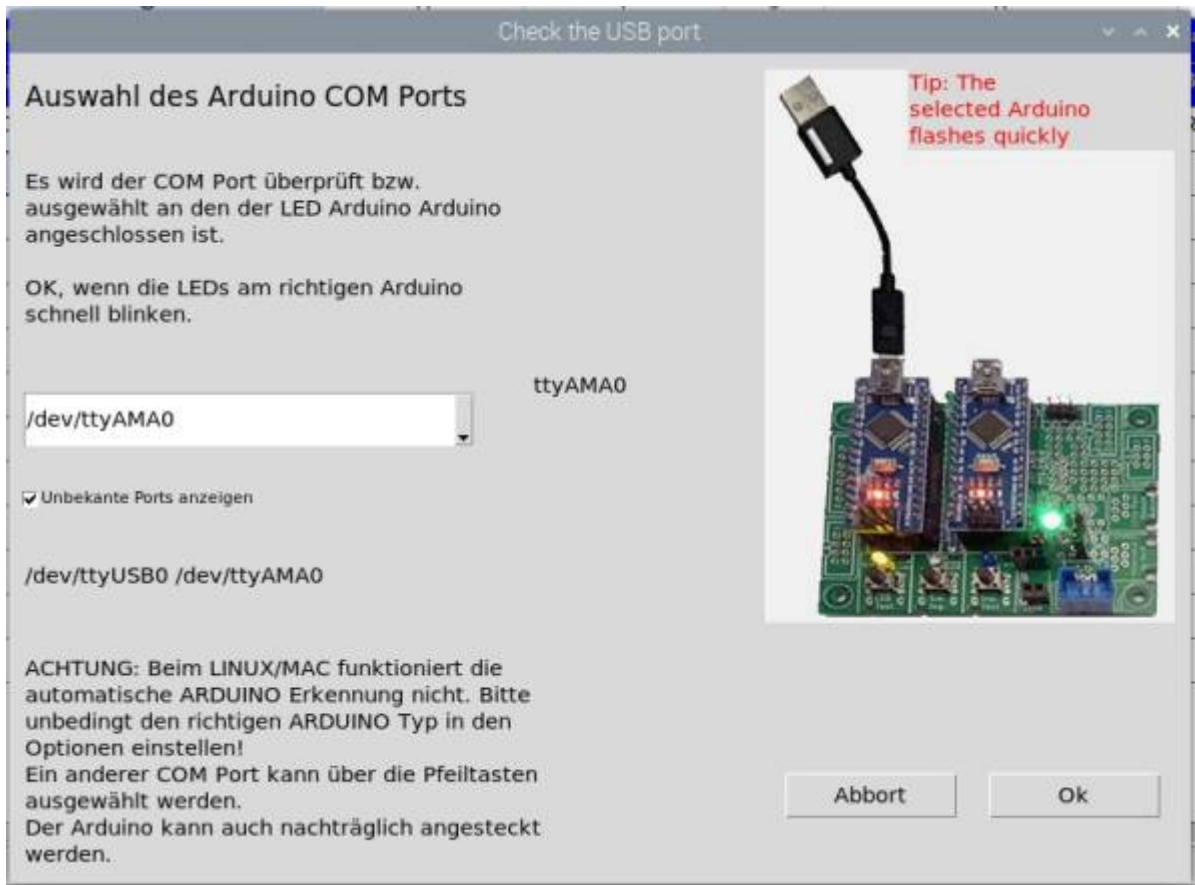 Check the USB port
Auswahl des Arduino COM Ports
Tip: The
selected Arduino
flashes quickly
Es wird der COM Port überprüft bzw.
ausgewählt an den der LED Arduino Arduino
angeschlossen ist.
OK, wenn die LEDs am richtigen Arduino
schnell blinken.
ttyAMA0
/dev/ttyAMA0
Unbekante Ports anzeigen
/dev/ttyUSB0 /dev/ttyAMA0
ACHTUNG: Beim LINUX/MAC funktioniert die
automatische ARDUINO Erkennung nicht. Bitte
unbedingt den richtigen ARDUINO Typ in den
Optionen einstellen!
Ein anderer COM Port kann über die Pfeiltasten
ausgewählt werden.
Der Arduino kann auch nachträglich angesteckt
werden.
Abbort
Ok